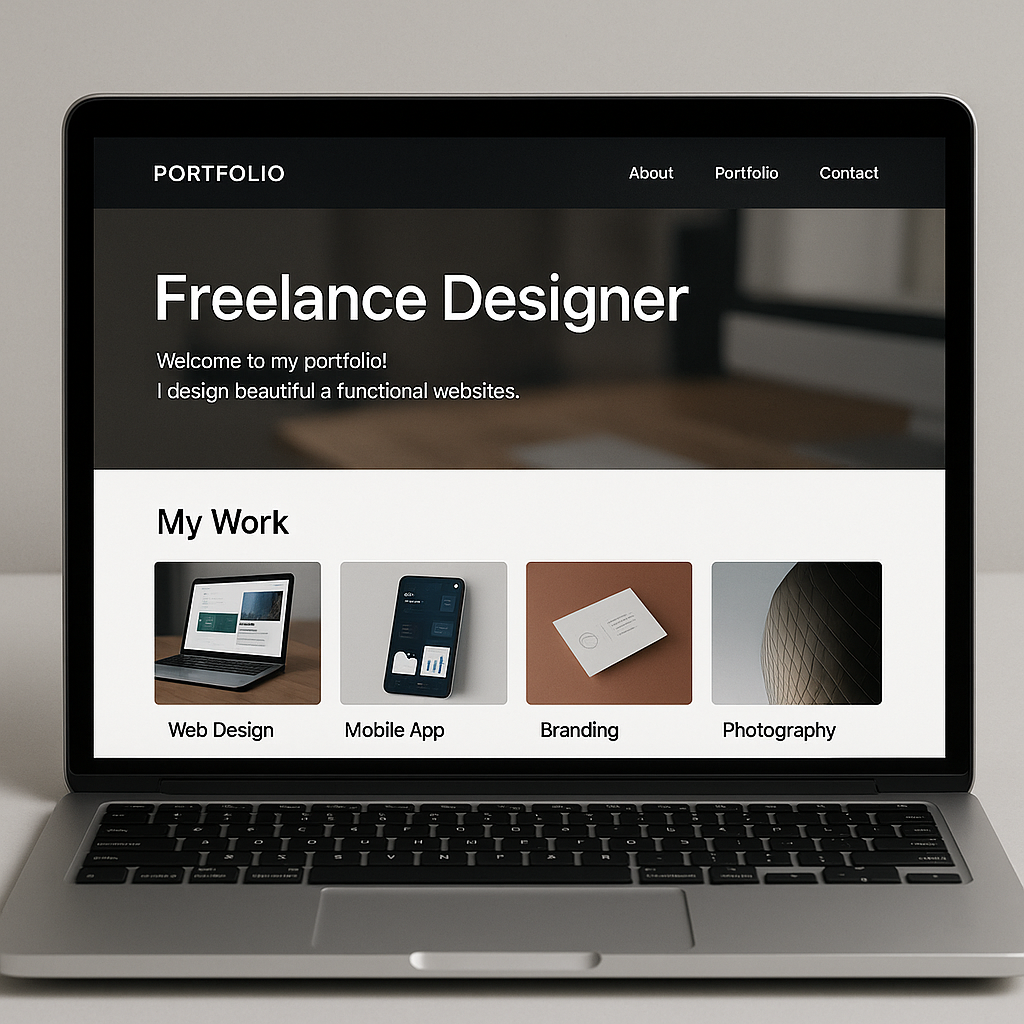 PORTFOLIO
About Portfolio Contact
Freelance Designer
Welcome to my portfolio!
I design beautiful a functional websites.
My Work
Web Design Mobile App Branding Photography